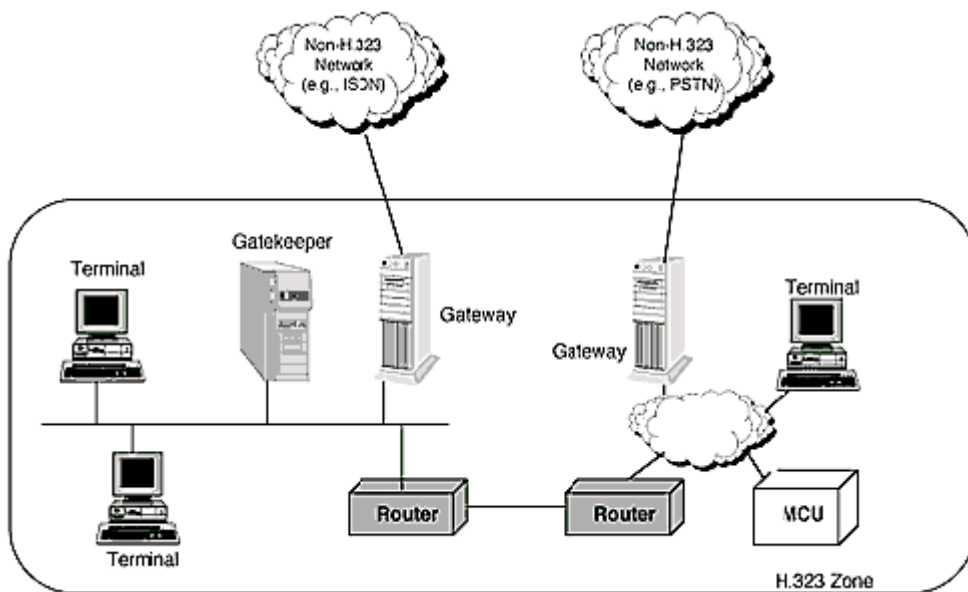 Non-H.323
Network
(e.g., ISDN)
Non-H.323
Network
(e.g., PSTN)
Gatekeeper
Terminal
Gateway
Terminal
Gateway
Terminal
Router
Router
MCU
H.323 Zone